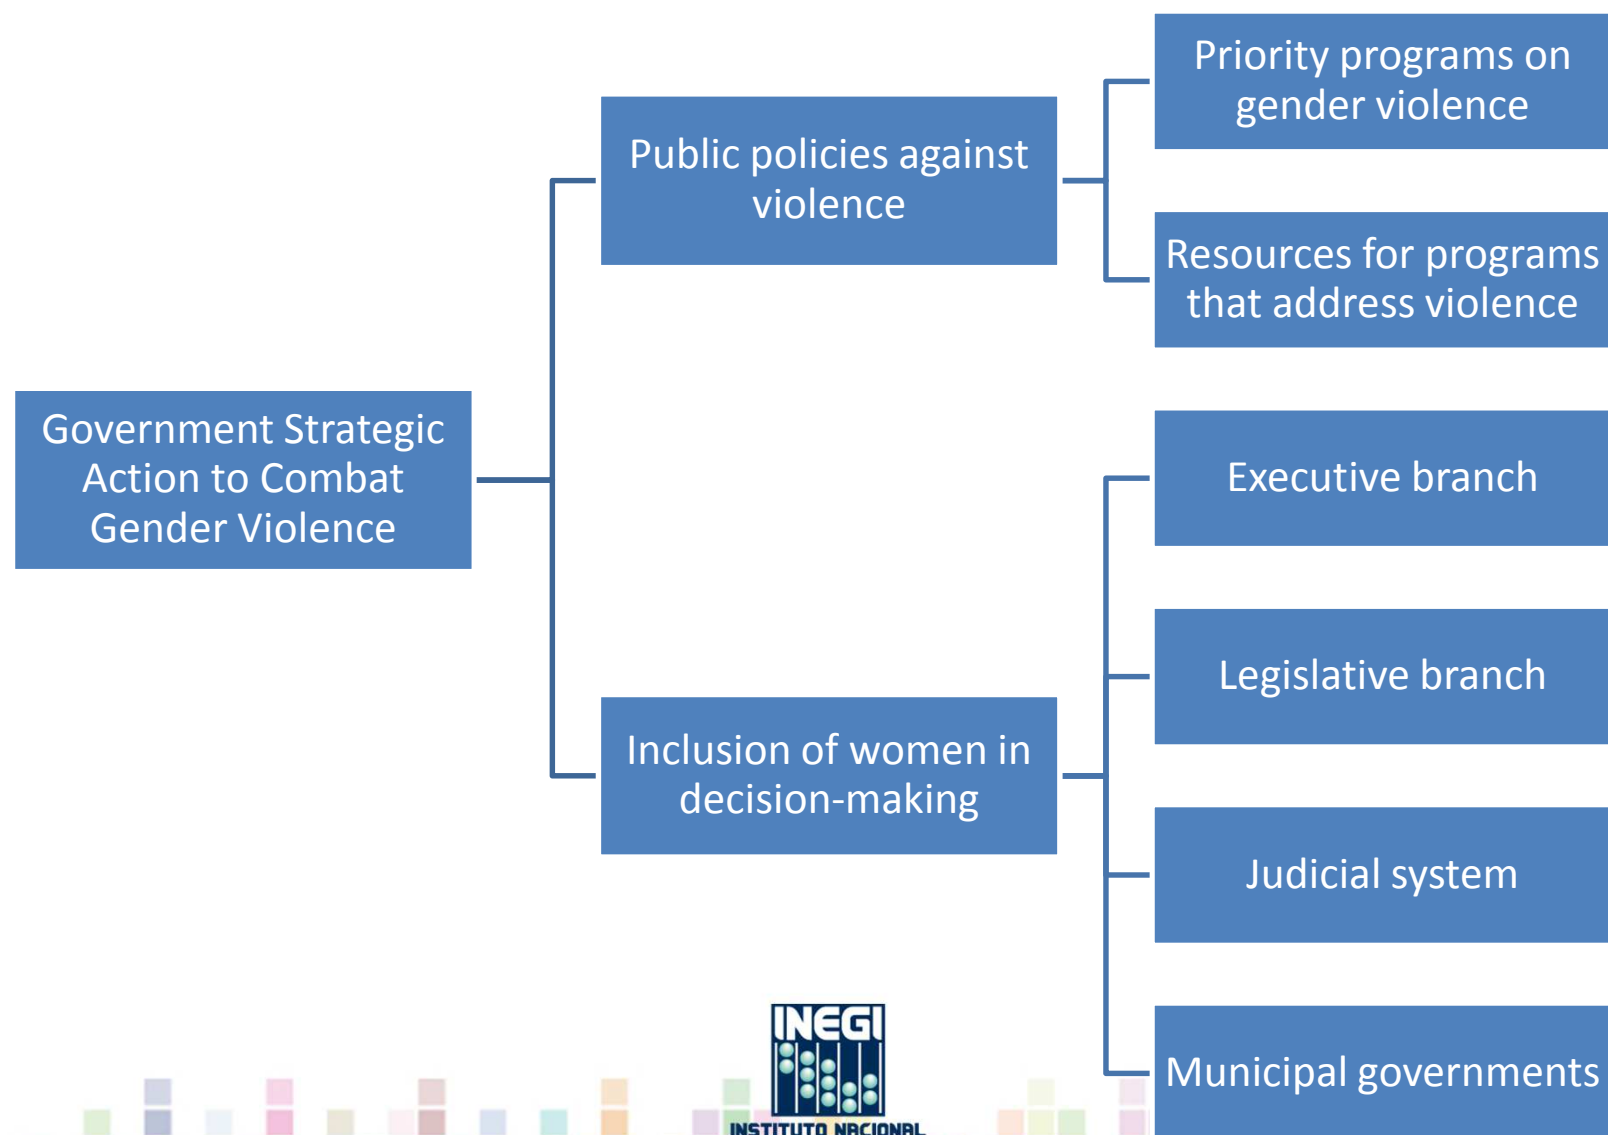 Priority programs on
gender violence
Public policies against
violence
Resources for programs
that address violence
Government Strategic
Action to Combat
Gender Violence
Executive branch
Legislative branch
Inclusion of women in
decision-making
Judicial system
Municipal governments
INEGI
INSTITUTO NACIONAL